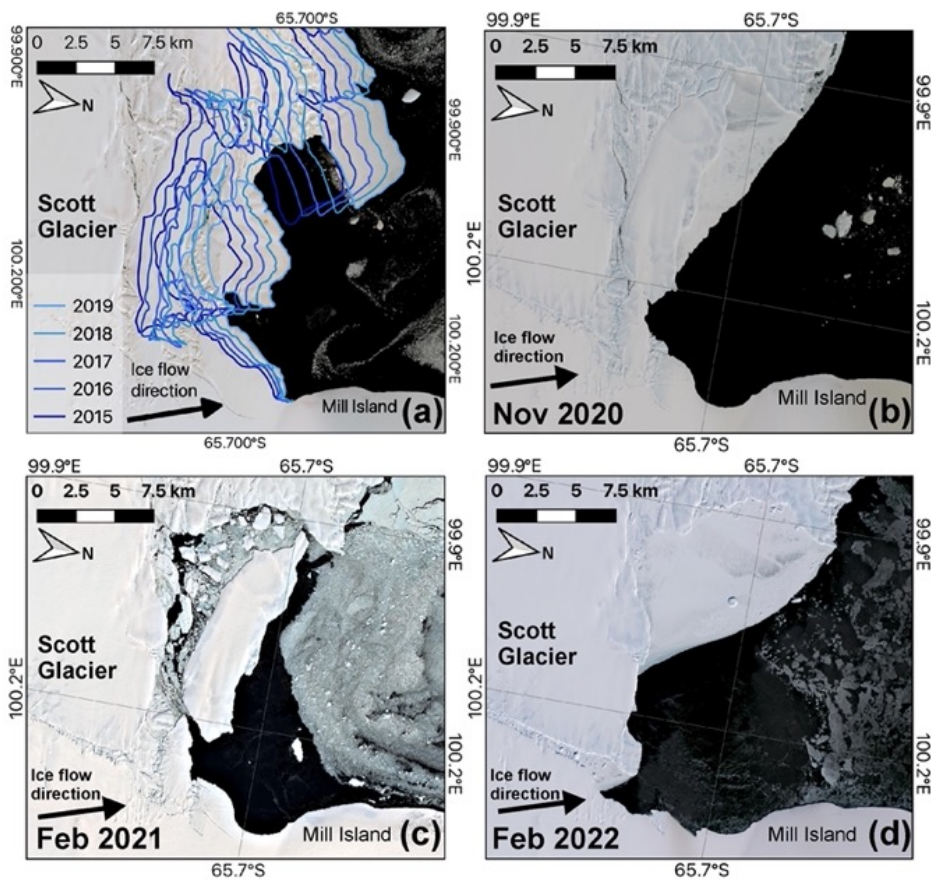 65.700°S
99.900°E
0 2.5 5 7.5 km
N
99.900°E
Scott
Glacier
100.200°E
2019
2018
2017
2016
2015
Ice flow
direction
100.200°E
Mill Island
(a)
65.700°S
99.9°E
65.7°S
0 2.5 5 7.5 km
N
99.9°E
Scott
Glacier
100.2°E
100.2°E
Ice flow
direction
Nov 2020
Mill Island
(b)
65.7°S
99.9°E
65.7°S
0 2.5 5 7.5 km
N
99.9°E
Scott
Glacier
100.2°E
100.2°E
Ice flow
direction
Feb 2021
Mill Island
(c)
65.7°S
99.9°E
65.7°S
0 2.5 5 7.5 km
N
99.9°E
Scott
Glacier
100.2°E
100.2°E
Ice flow
direction
Feb 2022
Mill Island
(d)
65.7°S